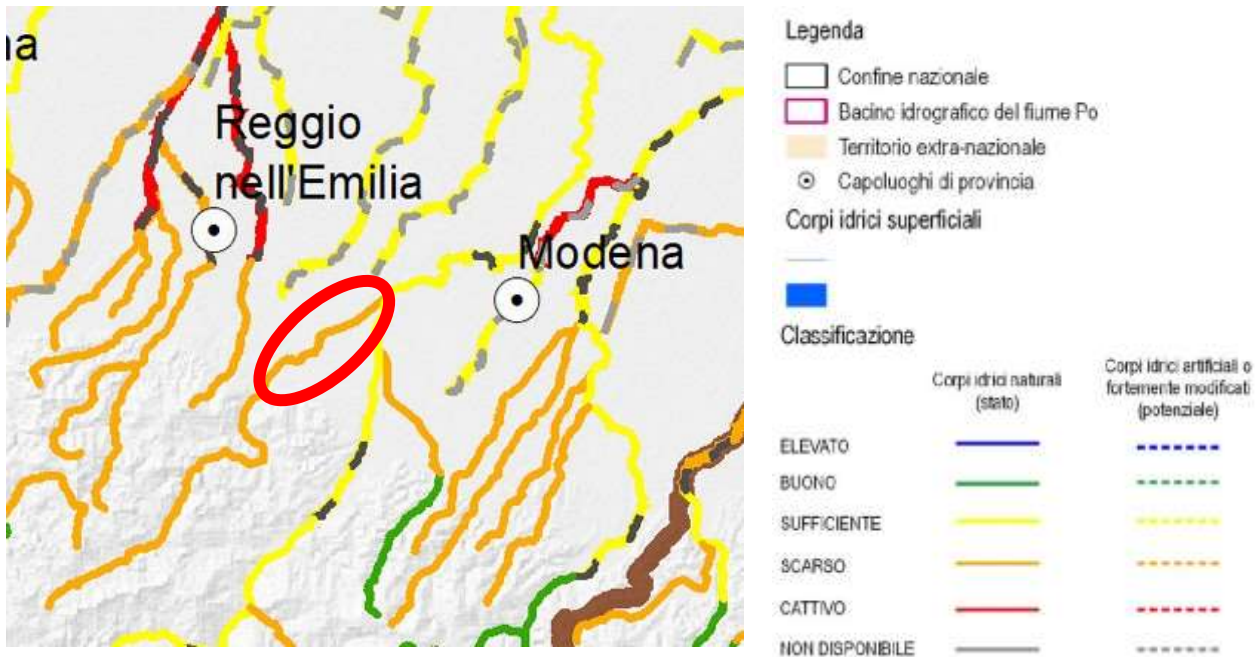 na
Reggio
nell'Emilia
Modena
Legenda
Confine nazionale
Bacino idrografico del fiume Po
Territorio extra-nazionale
Capoluoghi di provincia
Corpi idrici superficiali
Classificazione
Corpi idrici naturali
(stato)
Corpi idrici artificiali o
fortemente modificati
(potenziale)
ELEVATO
BUONO
SUFFICIENTE
SCARSO
CATTIVO
NON DISPONIBILE